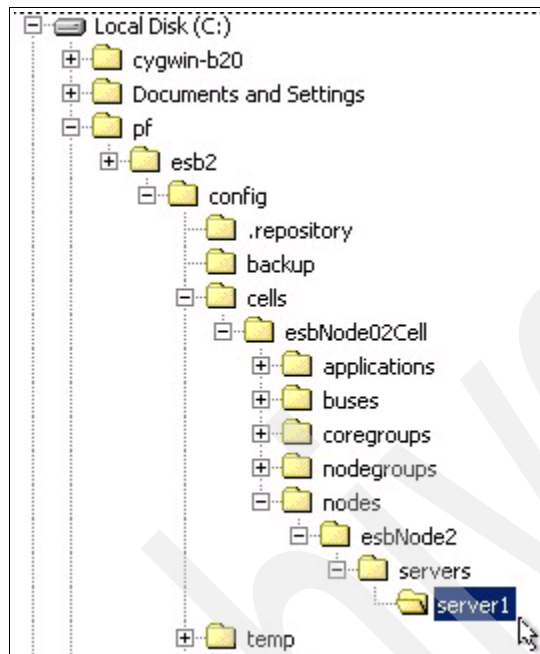 Local Disk (C:)
cygwin-b20
Documents and Settings
pf
esb2
config
.repository
backup
cells
esbNode02Cell
applications
buses
coregroups
nodegroups
nodes
esbNode2
servers
server1
temp